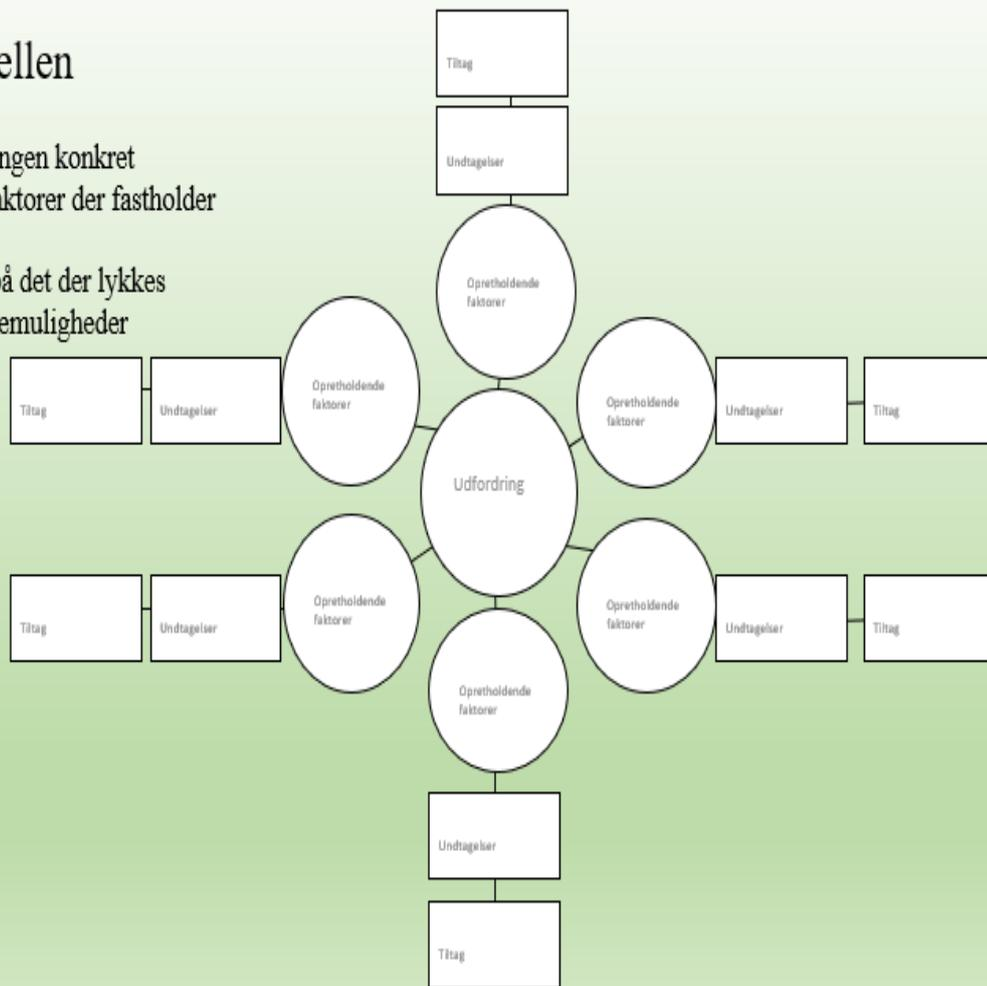 ellen
ngen konkret
ktorer der fastholder
å det der lykkes
emuligheder
Tiltag
Undtagelser
Opretholdende
faktorer
Opretholdende
faktorer
Opretholdende
faktorer
Tiltag
Undtagelser
Undtagelser
Tiltag
Udfordring
Opretholdende
faktorer
Opretholdende
faktorer
Tiltag
Undtagelser
Undtagelser
Tiltag
Opretholdende
faktorer
Undtagelser
Tiltag